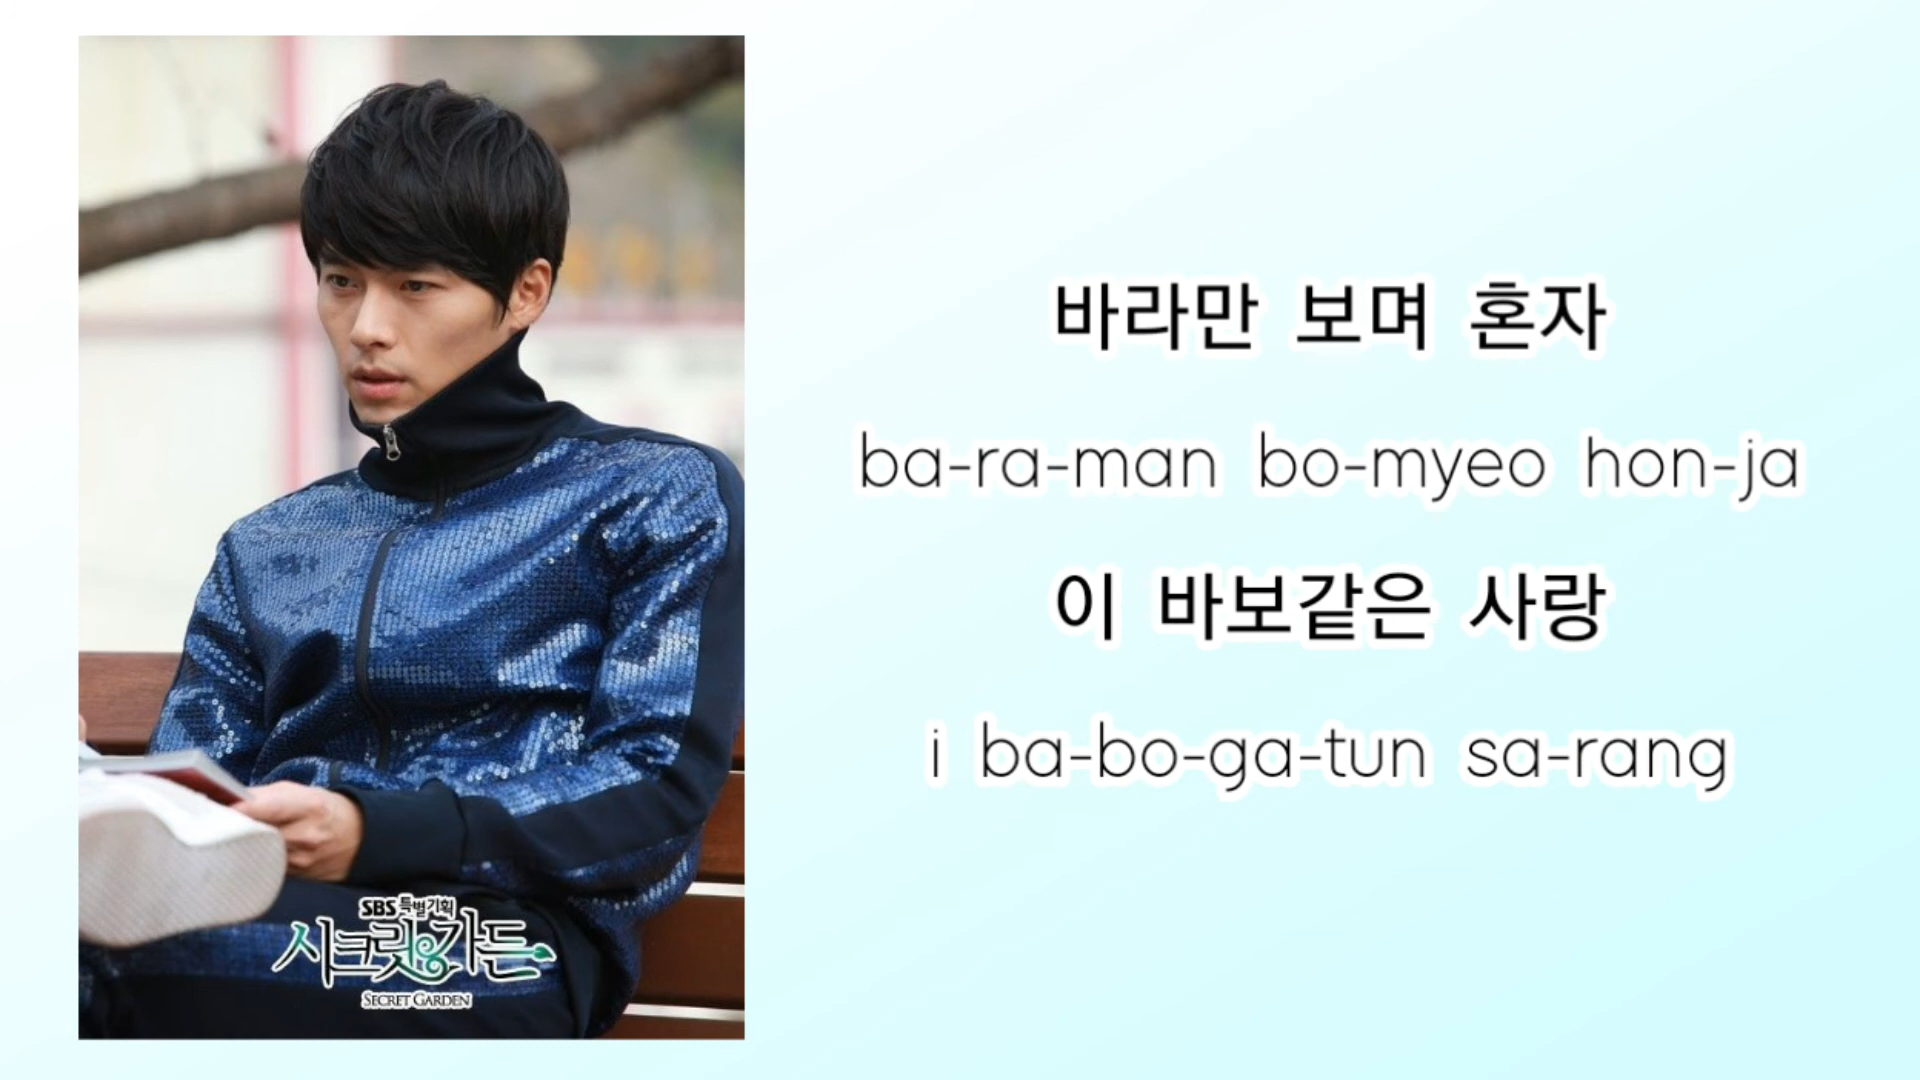 바라만 보며 혼자
ba-ra-man bo-myeo hon-ja
이 바보같은 사랑
i ba-bo-ga-tun sa-rang
SBS 특별기획
시크릿가든
SECRET GARDEN